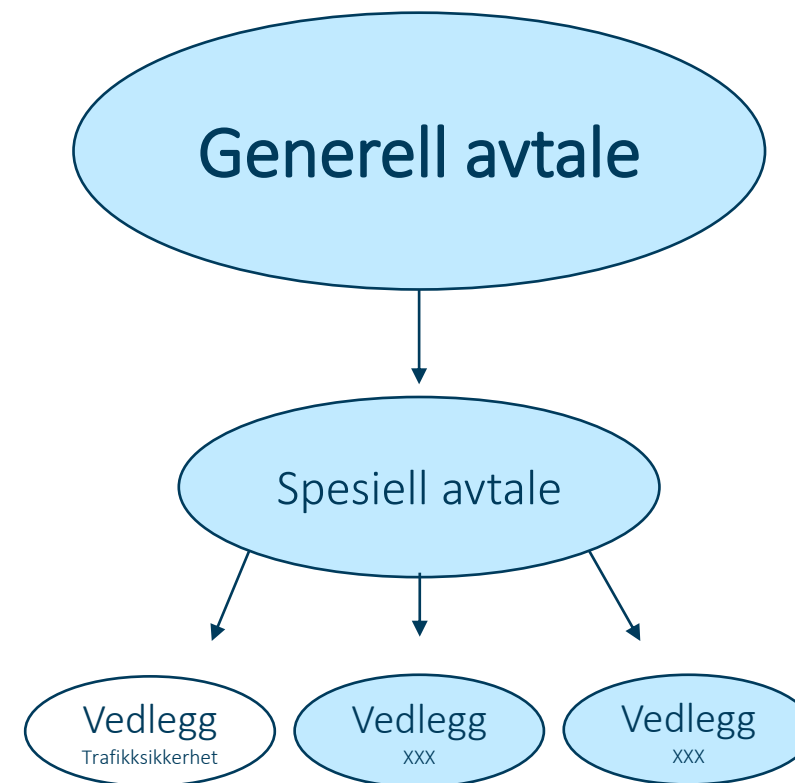 Generell avtale
Spesiell avtale
Vedlegg
Trafikksikkerhet
Vedlegg
XXX
Vedlegg
XXX